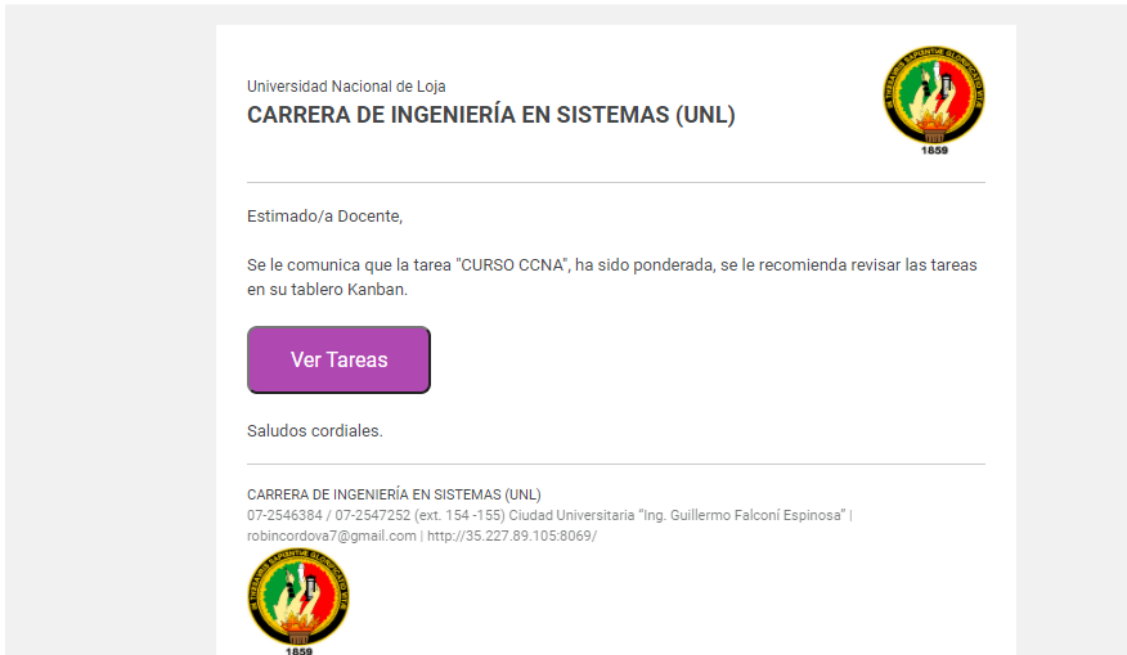 Universidad Nacional de Loja
CARRERA DE INGENIERÍA EN SISTEMAS (UNL)
1859
Estimado/a Docente,
Se le comunica que la tarea "CURSO CCNA", ha sido ponderada, se le recomienda revisar las tareas
en su tablero Kanban.
Ver Tareas
Saludos cordiales.
CARRERA DE INGENIERÍA EN SISTEMAS (UNL)
07-2546384 / 07-2547252 (ext. 154 -155) Ciudad Universitaria “Ing. Guillermo Falconí Espinosa” |
robincordova7@gmail.com | http://35.227.89.105:8069/
1859